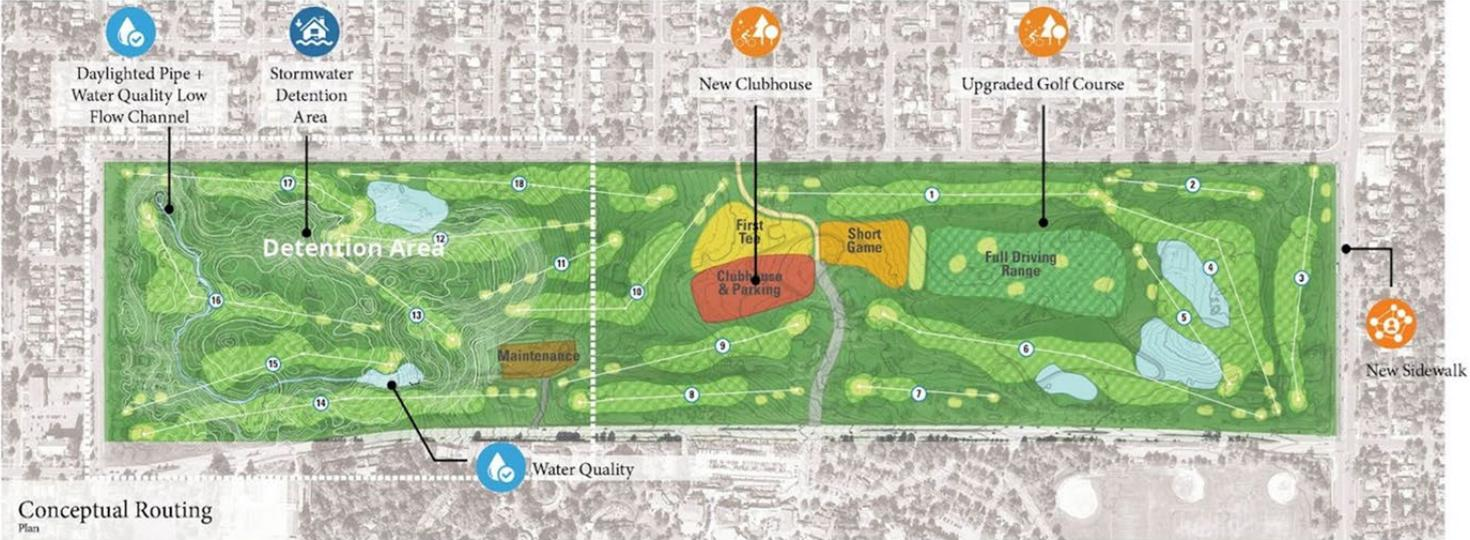 Daylighted Pipe +
Water Quality Low
Flow Channel
Stormwater
Detention
Area
New Clubhouse
Upgraded Golf Course
17
18
1
2
First
Tee
Short
Game
Detention Area
12
11
Full Driving
Range
4
3
Clubhouse
& Parking
10
16
13
5
9
6
Maintenance
15
14
8
7
New Sidewalk
Water Quality
Conceptual Routing
Plan